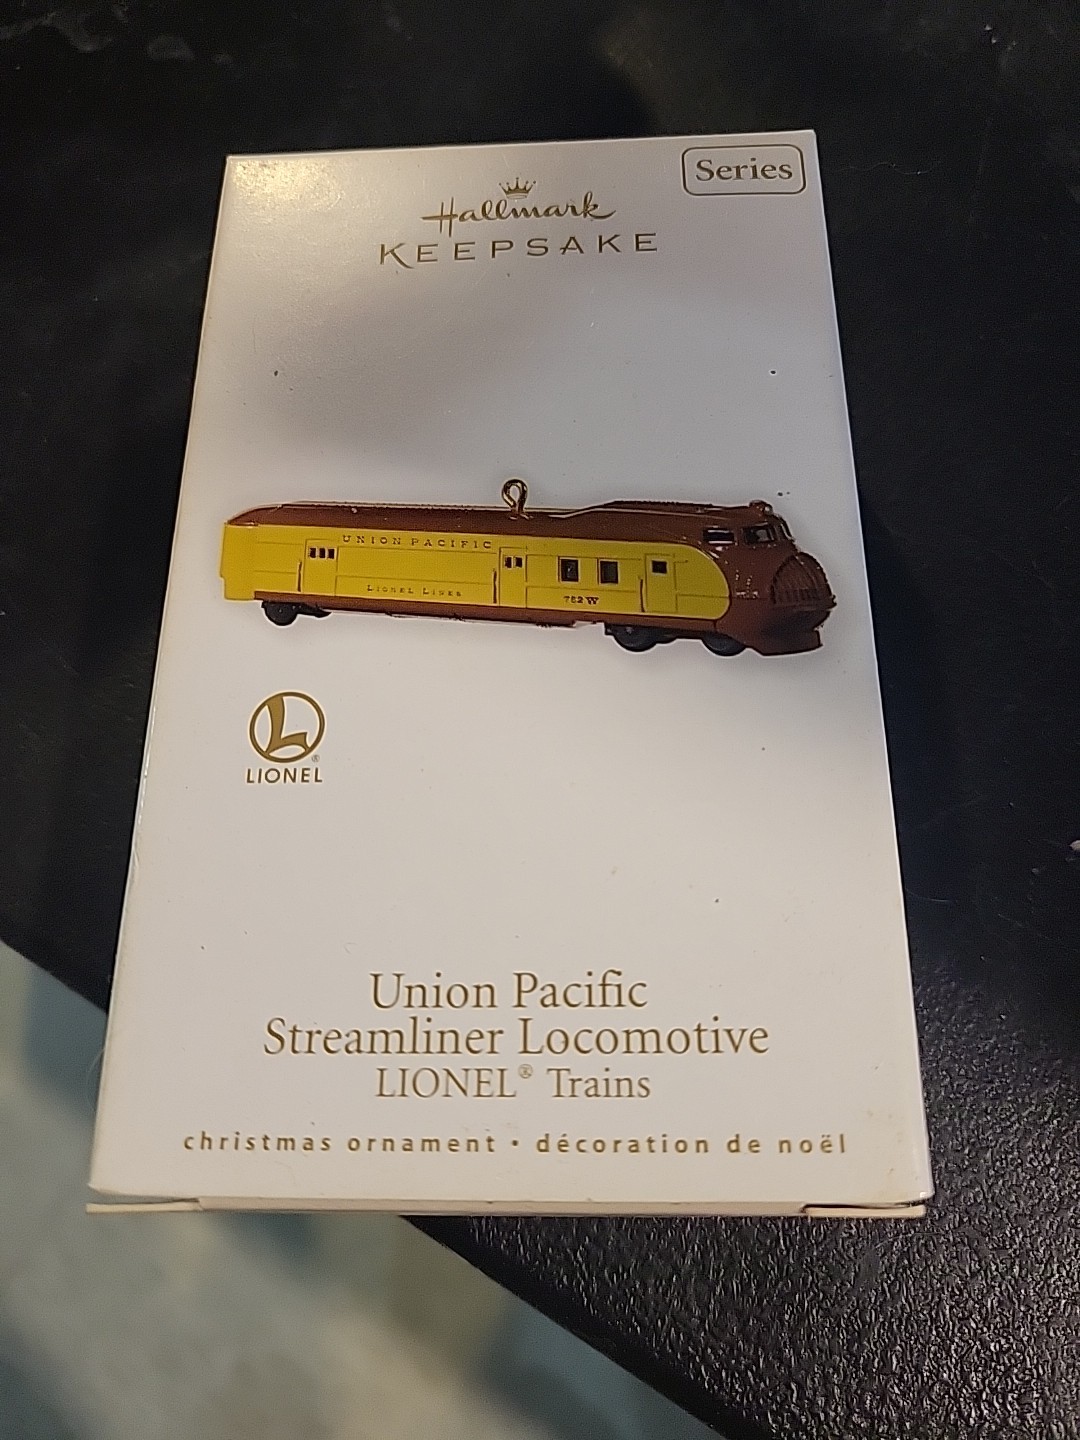 Series
Hallmark
KEEPSAKE
UNION PACIFIC
LIONEL LINES
752W
L
®
LIONEL
Union Pacific
Streamliner Locomotive
LIONEL® Trains
christmas ornament • décoration de noël